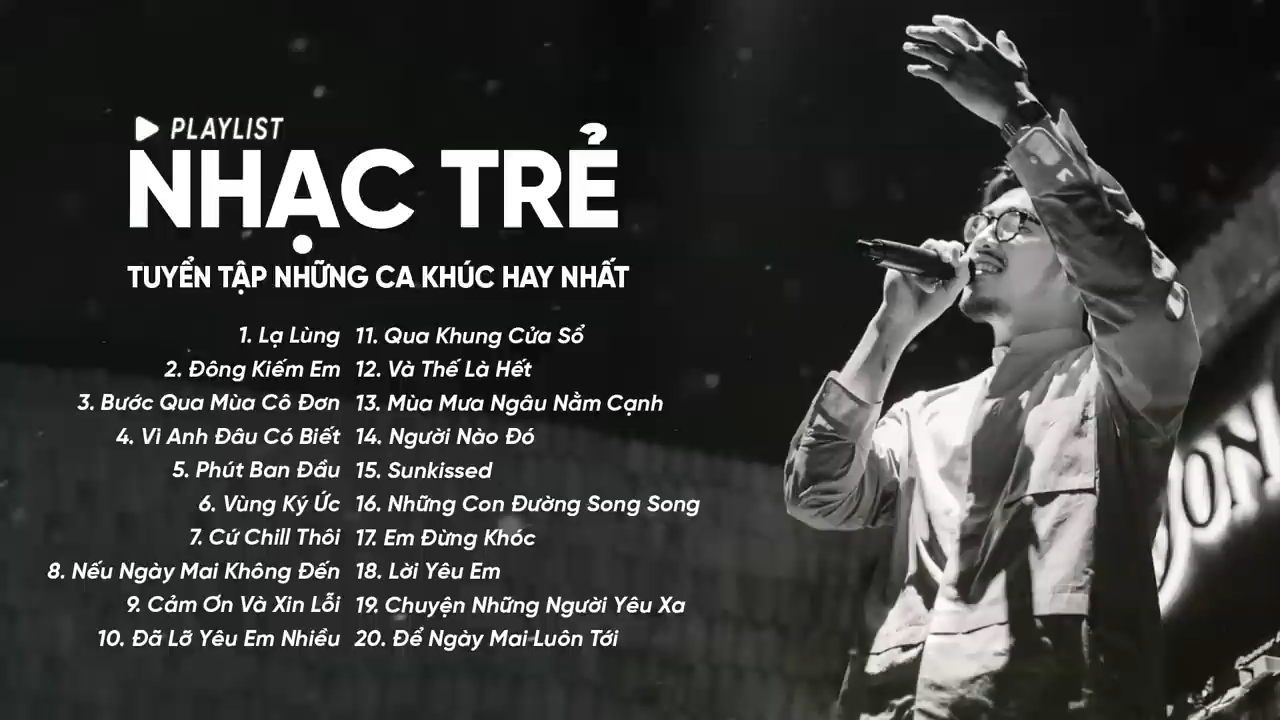 PLAYLIST
NHẠC TRẺ
TUYỂN TẬP NHỮNG CA KHÚC HAY NHẤT
1. Lạ Lùng
2. Đông Kiếm Em
3. Bước Qua Mùa Cô Đơn
4. Vì Anh Đâu Có Biết
5. Phút Ban Đầu
6. Vùng Ký Ức
7. Cứ Chill Thôi
8. Nếu Ngày Mai Không Đến
9. Cảm Ơn Và Xin Lỗi
10. Đã Lỡ Yêu Em Nhiều
11. Qua Khung Cửa Sổ
12. Và Thế Là Hết
13. Mùa Mưa Ngâu Nằm Cạnh
14. Người Nào Đó
15. Sunkissed
16. Những Con Đường Song Song
17. Em Đừng Khóc
18. Lời Yêu Em
19. Chuyện Những Người Yêu Xa
20. Để Ngày Mai Luôn Tới